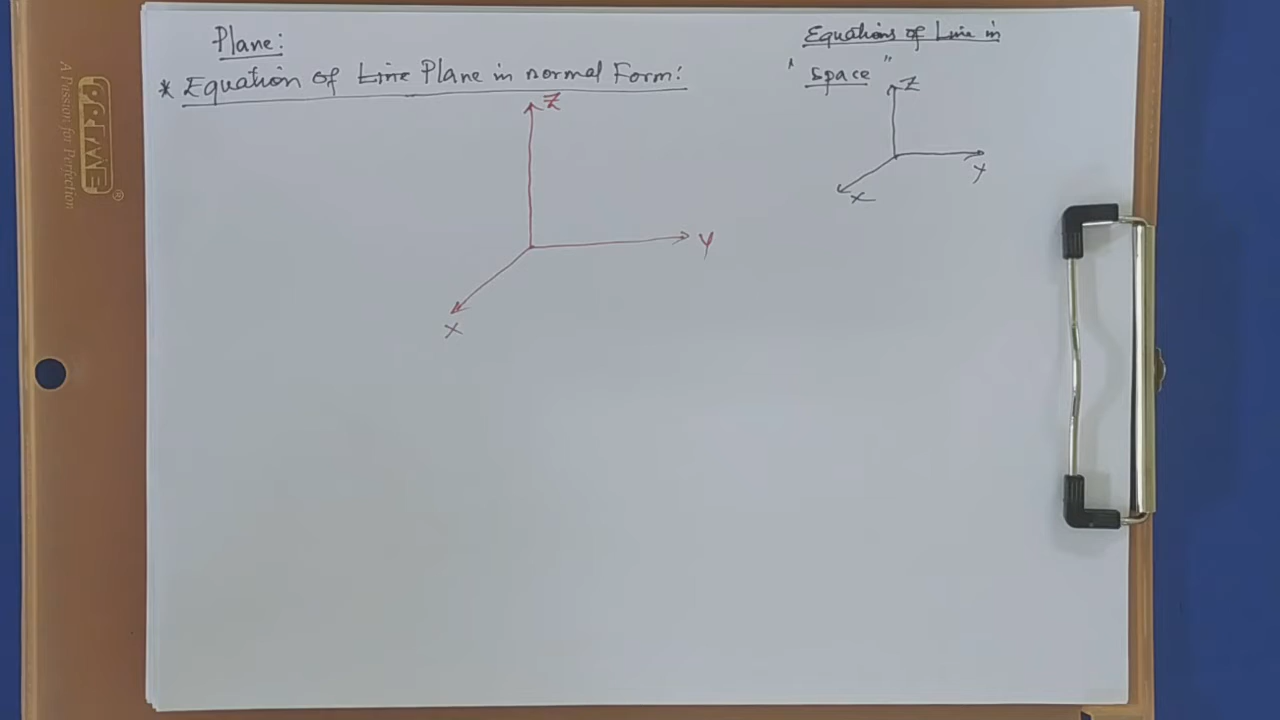 Plane:
* Equation of Line Plane in normal Form:
Z
Y
X
Equations of Line in
" Space "
Z
Y
X
A Passion for Perfection
®